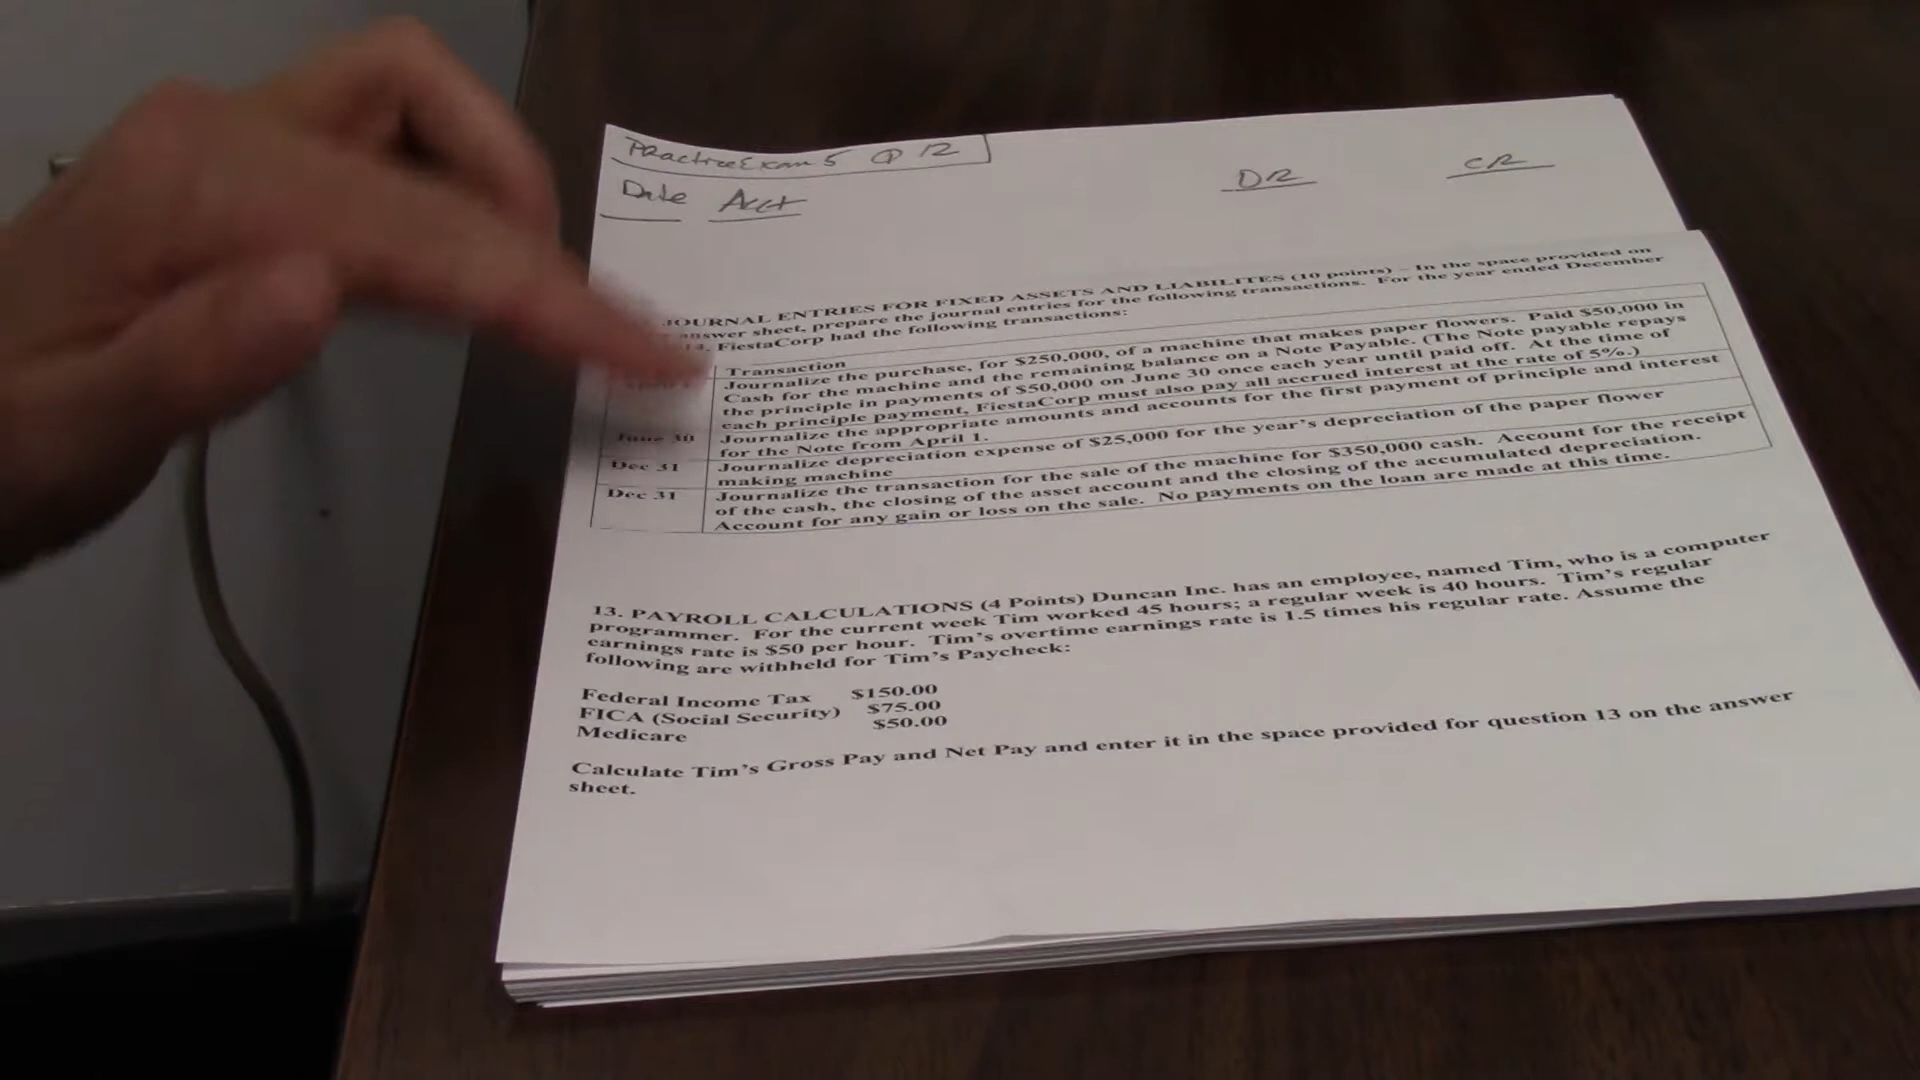 Practice Exam 5 Q 12
Date Acct DR CR
JOURNAL ENTRIES FOR FIXED ASSETS AND LIABILITES (10 points) – In the space provided on
answer sheet, prepare the journal entries for the following transactions. For the year ended December
14. FiestaCorp had the following transactions:
Transaction
Journalize the purchase, for $250,000, of a machine that makes paper flowers. Paid $50,000 in
Cash for the machine and the remaining balance on a Note Payable. (The Note payable repays
the principle in payments of $50,000 on June 30 once each year until paid off. At the time of
each principle payment, FiestaCorp must also pay all accrued interest at the rate of 5%.)
June 30 Journalize the appropriate amounts and accounts for the first payment of principle and interest
for the Note from April 1.
Dec 31 Journalize depreciation expense of $25,000 for the year's depreciation of the paper flower
making machine
Dec 31 Journalize the transaction for the sale of the machine for $350,000 cash. Account for the receipt
of the cash, the closing of the asset account and the closing of the accumulated depreciation.
Account for any gain or loss on the sale. No payments on the loan are made at this time.
13. PAYROLL CALCULATIONS (4 Points) Duncan Inc. has an employee, named Tim, who is a computer
programmer. For the current week Tim worked 45 hours; a regular week is 40 hours. Tim's regular
earnings rate is $50 per hour. Tim's overtime earnings rate is 1.5 times his regular rate. Assume the
following are withheld for Tim's Paycheck:
Federal Income Tax $150.00
FICA (Social Security) $75.00
Medicare $50.00
Calculate Tim's Gross Pay and Net Pay and enter it in the space provided for question 13 on the answer
sheet.